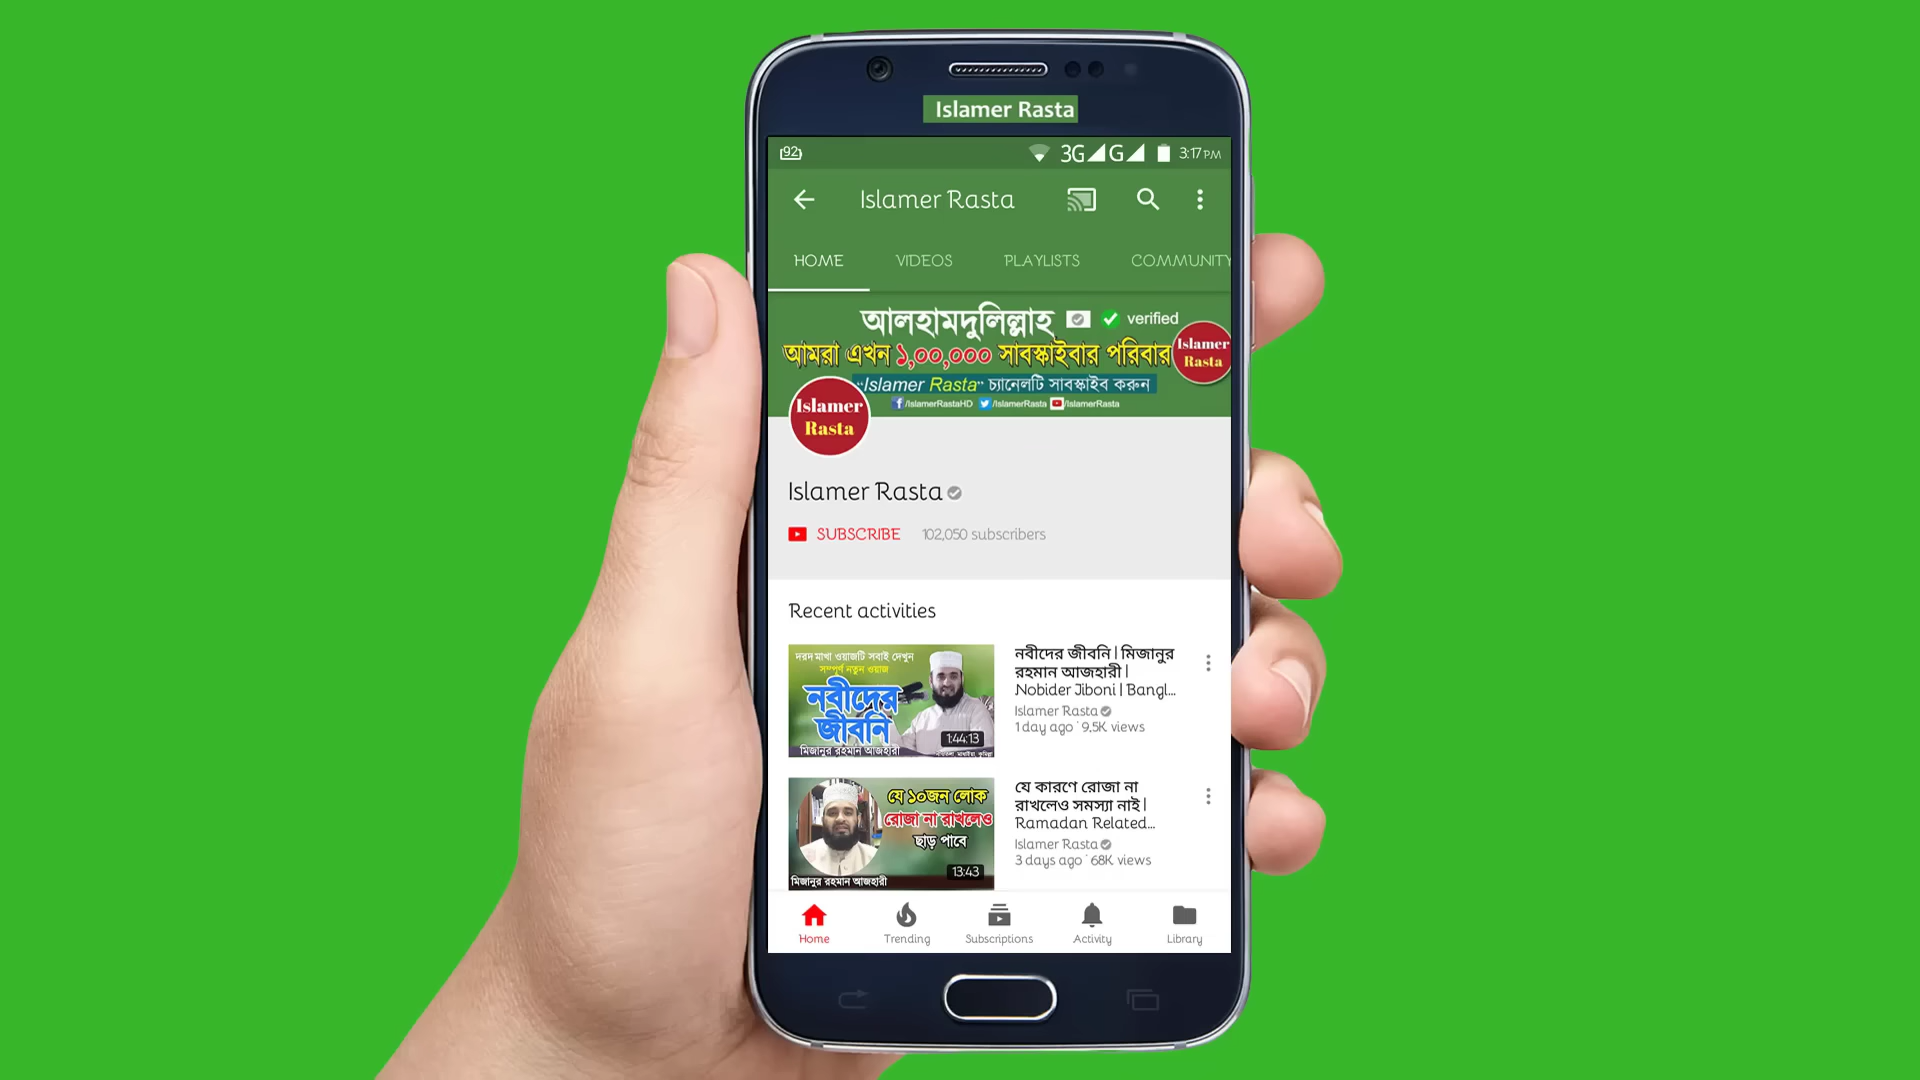 Islamer Rasta
92
3G G 3:17 PM
Islamer Rasta
HOME VIDEOS PLAYLISTS COMMUNITY
আলহামদুলিল্লাহ verified
আমরা এখন ১,০০,০০০ সাবস্ক্রাইবার পরিবার
Islamer
Rasta
"Islamer Rasta" চ্যানেলটি সাবস্ক্রাইব করুন
/IslamerRastaHD /IslamerRasta /IslamerRasta
Islamer
Rasta
Islamer Rasta
SUBSCRIBE 102,050 subscribers
Recent activities
দরদ মাখা ওয়াজটি সবাই দেখুন
সম্পূর্ণ নতুন ওয়াজ
নবীদের
জীবনি
1:44:13
মিজানুর রহমান আজহারী
নবীদের জীবনি | মিজানুর
রহমান আজহারী |
Nobider Jiboni | Bangl...
Islamer Rasta
1 day ago · 9.5K views
যে ১০জন লোক
রোজা না রাখলেও
ছাড় পাবে
13:43
মিজানুর রহমান আজহারী
যে কারণে রোজা না
রাখলেও সমস্যা নাই |
Ramadan Related...
Islamer Rasta
3 days ago · 68K views
Home Trending Subscriptions Activity Library